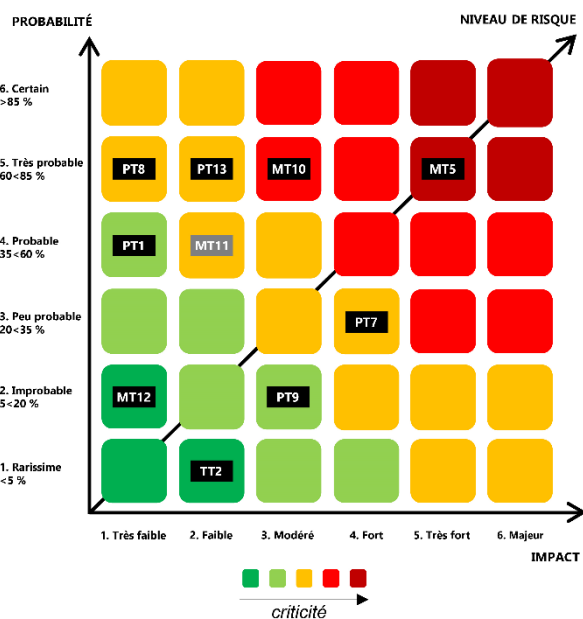 PROBABILITÉ
NIVEAU DE RISQUE
6. Certain
>85 %
5. Très probable
60<85 %
PT8
PT13
MT10
MT5
4. Probable
35<60 %
PT1
MT11
3. Peu probable
20<35 %
PT7
2. Improbable
5<20 %
MT12
PT9
1. Rarissime
<5 %
TT2
1. Très faible
2. Faible
3. Modéré
4. Fort
5. Très fort
6. Majeur
IMPACT
criticité